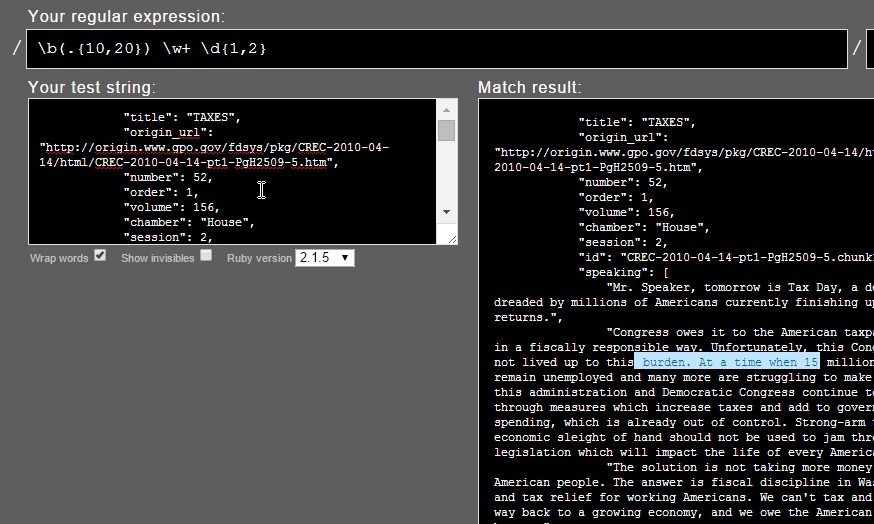 Your regular expression:
/ \b(.{10,20}) \w+ \d{1,2} /
Your test string:
"title": "TAXES",
"origin_url":
"http://origin.www.gpo.gov/fdsys/pkg/CREC-2010-04-
14/html/CREC-2010-04-14-pt1-PgH2509-5.htm",
"number": 52,
"order": 1,
"volume": 156,
"chamber": "House",
"session": 2,
Wrap words Show invisibles Ruby version 2.1.5
Match result:
"title": "TAXES",
"origin_url":
"http://origin.www.gpo.gov/fdsys/pkg/CREC-2010-04-14/h
2010-04-14-pt1-PgH2509-5.htm",
"number": 52,
"order": 1,
"volume": 156,
"chamber": "House",
"session": 2,
"id": "CREC-2010-04-14-pt1-PgH2509-5.chunk
"speaking": [
"Mr. Speaker, tomorrow is Tax Day, a d
dreaded by millions of Americans currently finishing u
returns.",
"Congress owes it to the American taxp
in a fiscally responsible way. Unfortunately, this Con
not lived up to this burden. At a time when 15 million
remain unemployed and many more are struggling to make
this administration and Democratic Congress continue t
through measures which increase taxes and add to gover
spending, which is already out of control. Strong-arm
economic sleight of hand should not be used to jam thr
legislation which will impact the life of every Americ
"The solution is not taking more money
American people. The answer is fiscal discipline in Wa
and tax relief for working Americans. We can't tax and
way back to a growing economy, and we owe the American